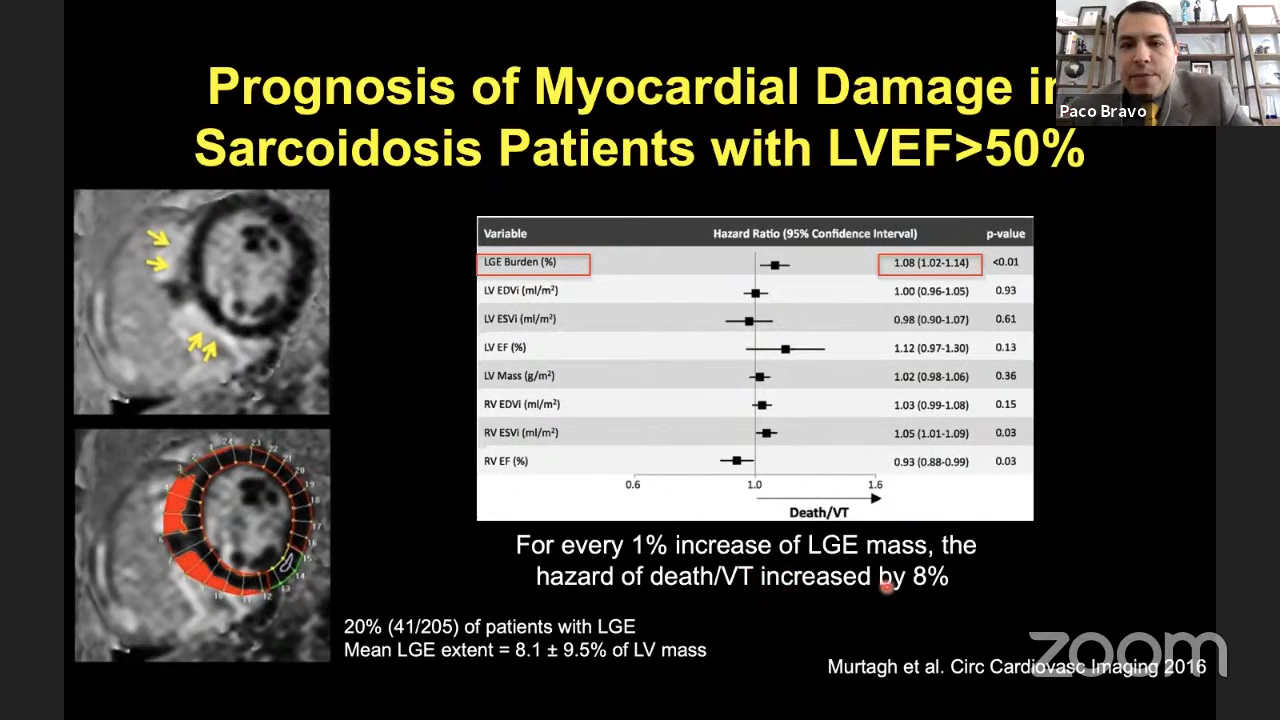 Prognosis of Myocardial Damage in
Sarcoidosis Patients with LVEF>50%
Paco Bravo
Variable Hazard Ratio (95% Confidence Interval) p-value
LGE Burden (%) 1.08 (1.02-1.14) <0.01
LV EDVi (ml/m²) 1.00 (0.96-1.05) 0.93
LV ESVi (ml/m²) 0.98 (0.90-1.07) 0.61
LV EF (%) 1.12 (0.97-1.30) 0.13
LV Mass (g/m²) 1.02 (0.98-1.06) 0.36
RV EDVi (ml/m²) 1.03 (0.99-1.08) 0.15
RV ESVi (ml/m²) 1.05 (1.01-1.09) 0.03
RV EF (%) 0.93 (0.88-0.99) 0.03
0.6 1.0 1.6
Death/VT
For every 1% increase of LGE mass, the
hazard of death/VT increased by 8%
20% (41/205) of patients with LGE
Mean LGE extent = 8.1 ± 9.5% of LV mass
Murtagh et al. Circ Cardiovasc Imaging 2016
zoom